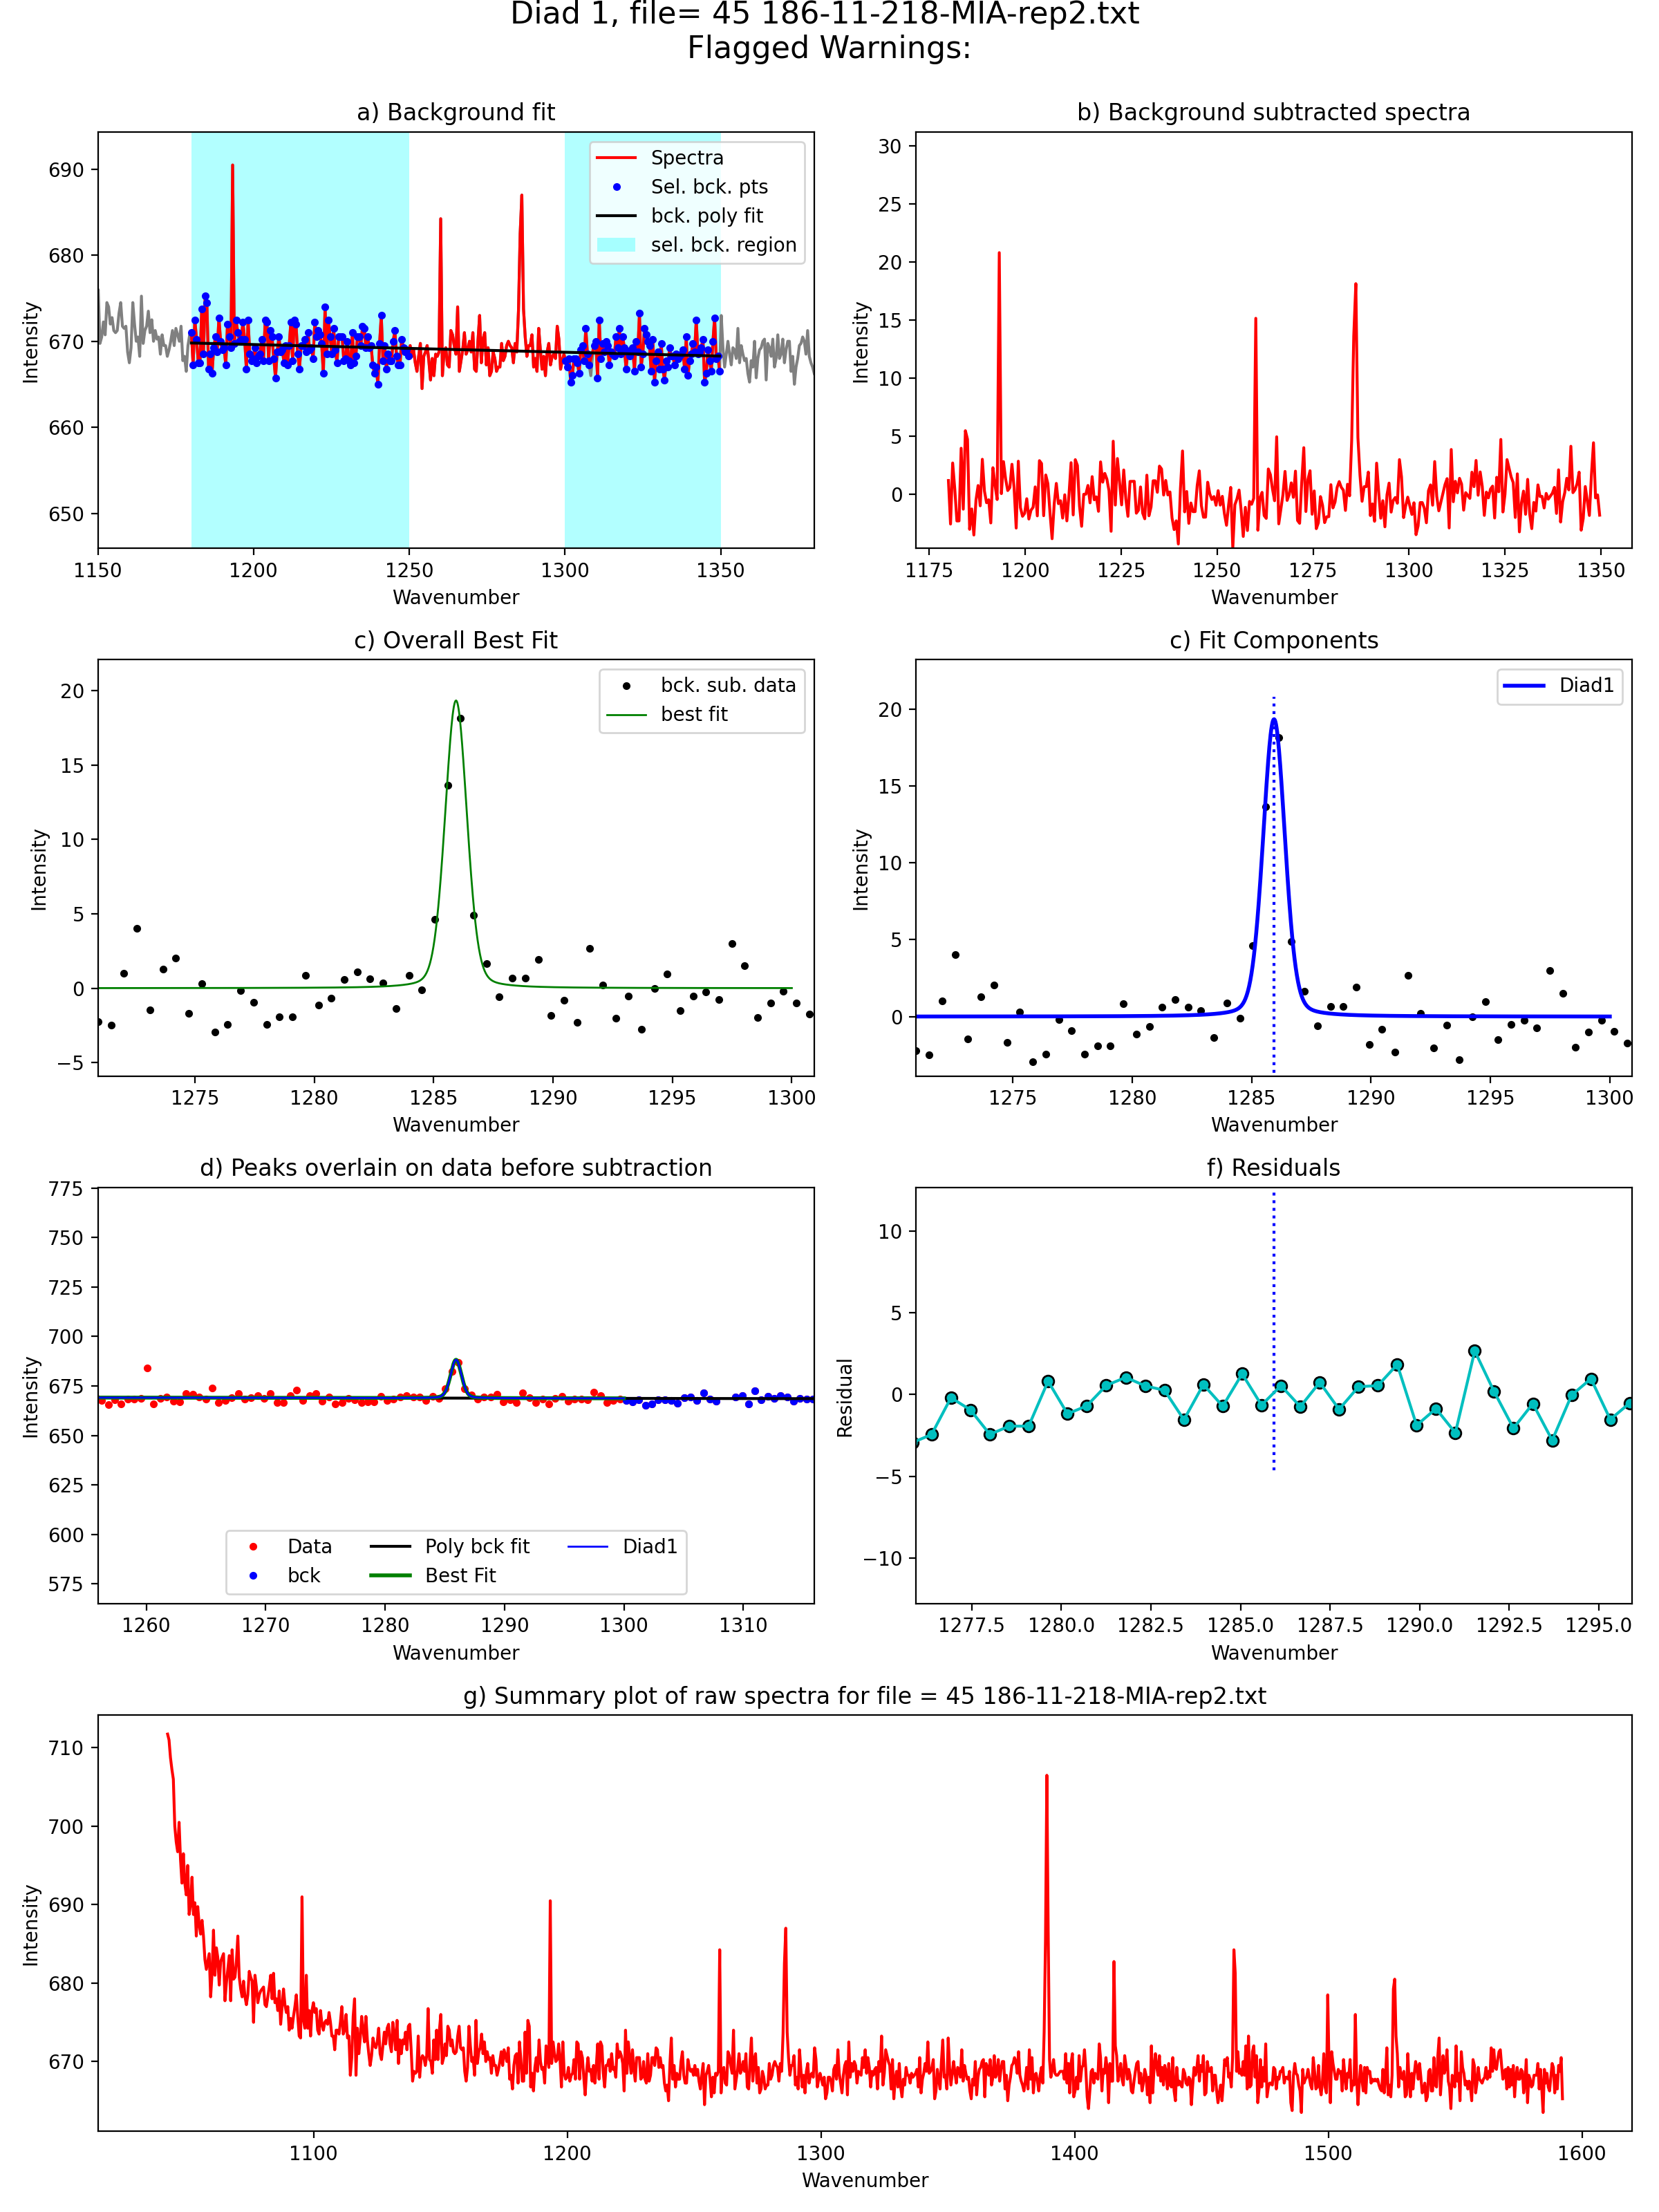 Diad 1, file= 45 186-11-218-MIA-rep2.txt
Flagged Warnings:
a) Background fit
Intensity
690
680
670
660
650
Spectra
Sel. bck. pts
bck. poly fit
sel. bck. region
1150 1200 1250 1300 1350
Wavenumber
b) Background subtracted spectra
Intensity
30
25
20
15
10
5
0
1175 1200 1225 1250 1275 1300 1325 1350
Wavenumber
c) Overall Best Fit
Intensity
20
15
10
5
0
−5
bck. sub. data
best fit
1275 1280 1285 1290 1295 1300
Wavenumber
c) Fit Components
Intensity
20
15
10
5
0
Diad1
1275 1280 1285 1290 1295 1300
Wavenumber
d) Peaks overlain on data before subtraction
Intensity
775
750
725
700
675
650
625
600
575
Data
bck
Poly bck fit
Best Fit
Diad1
1260 1270 1280 1290 1300 1310
Wavenumber
f) Residuals
Residual
10
5
0
−5
−10
1277.5 1280.0 1282.5 1285.0 1287.5 1290.0 1292.5 1295.0
Wavenumber
g) Summary plot of raw spectra for file = 45 186-11-218-MIA-rep2.txt
Intensity
710
700
690
680
670
1100 1200 1300 1400 1500 1600
Wavenumber